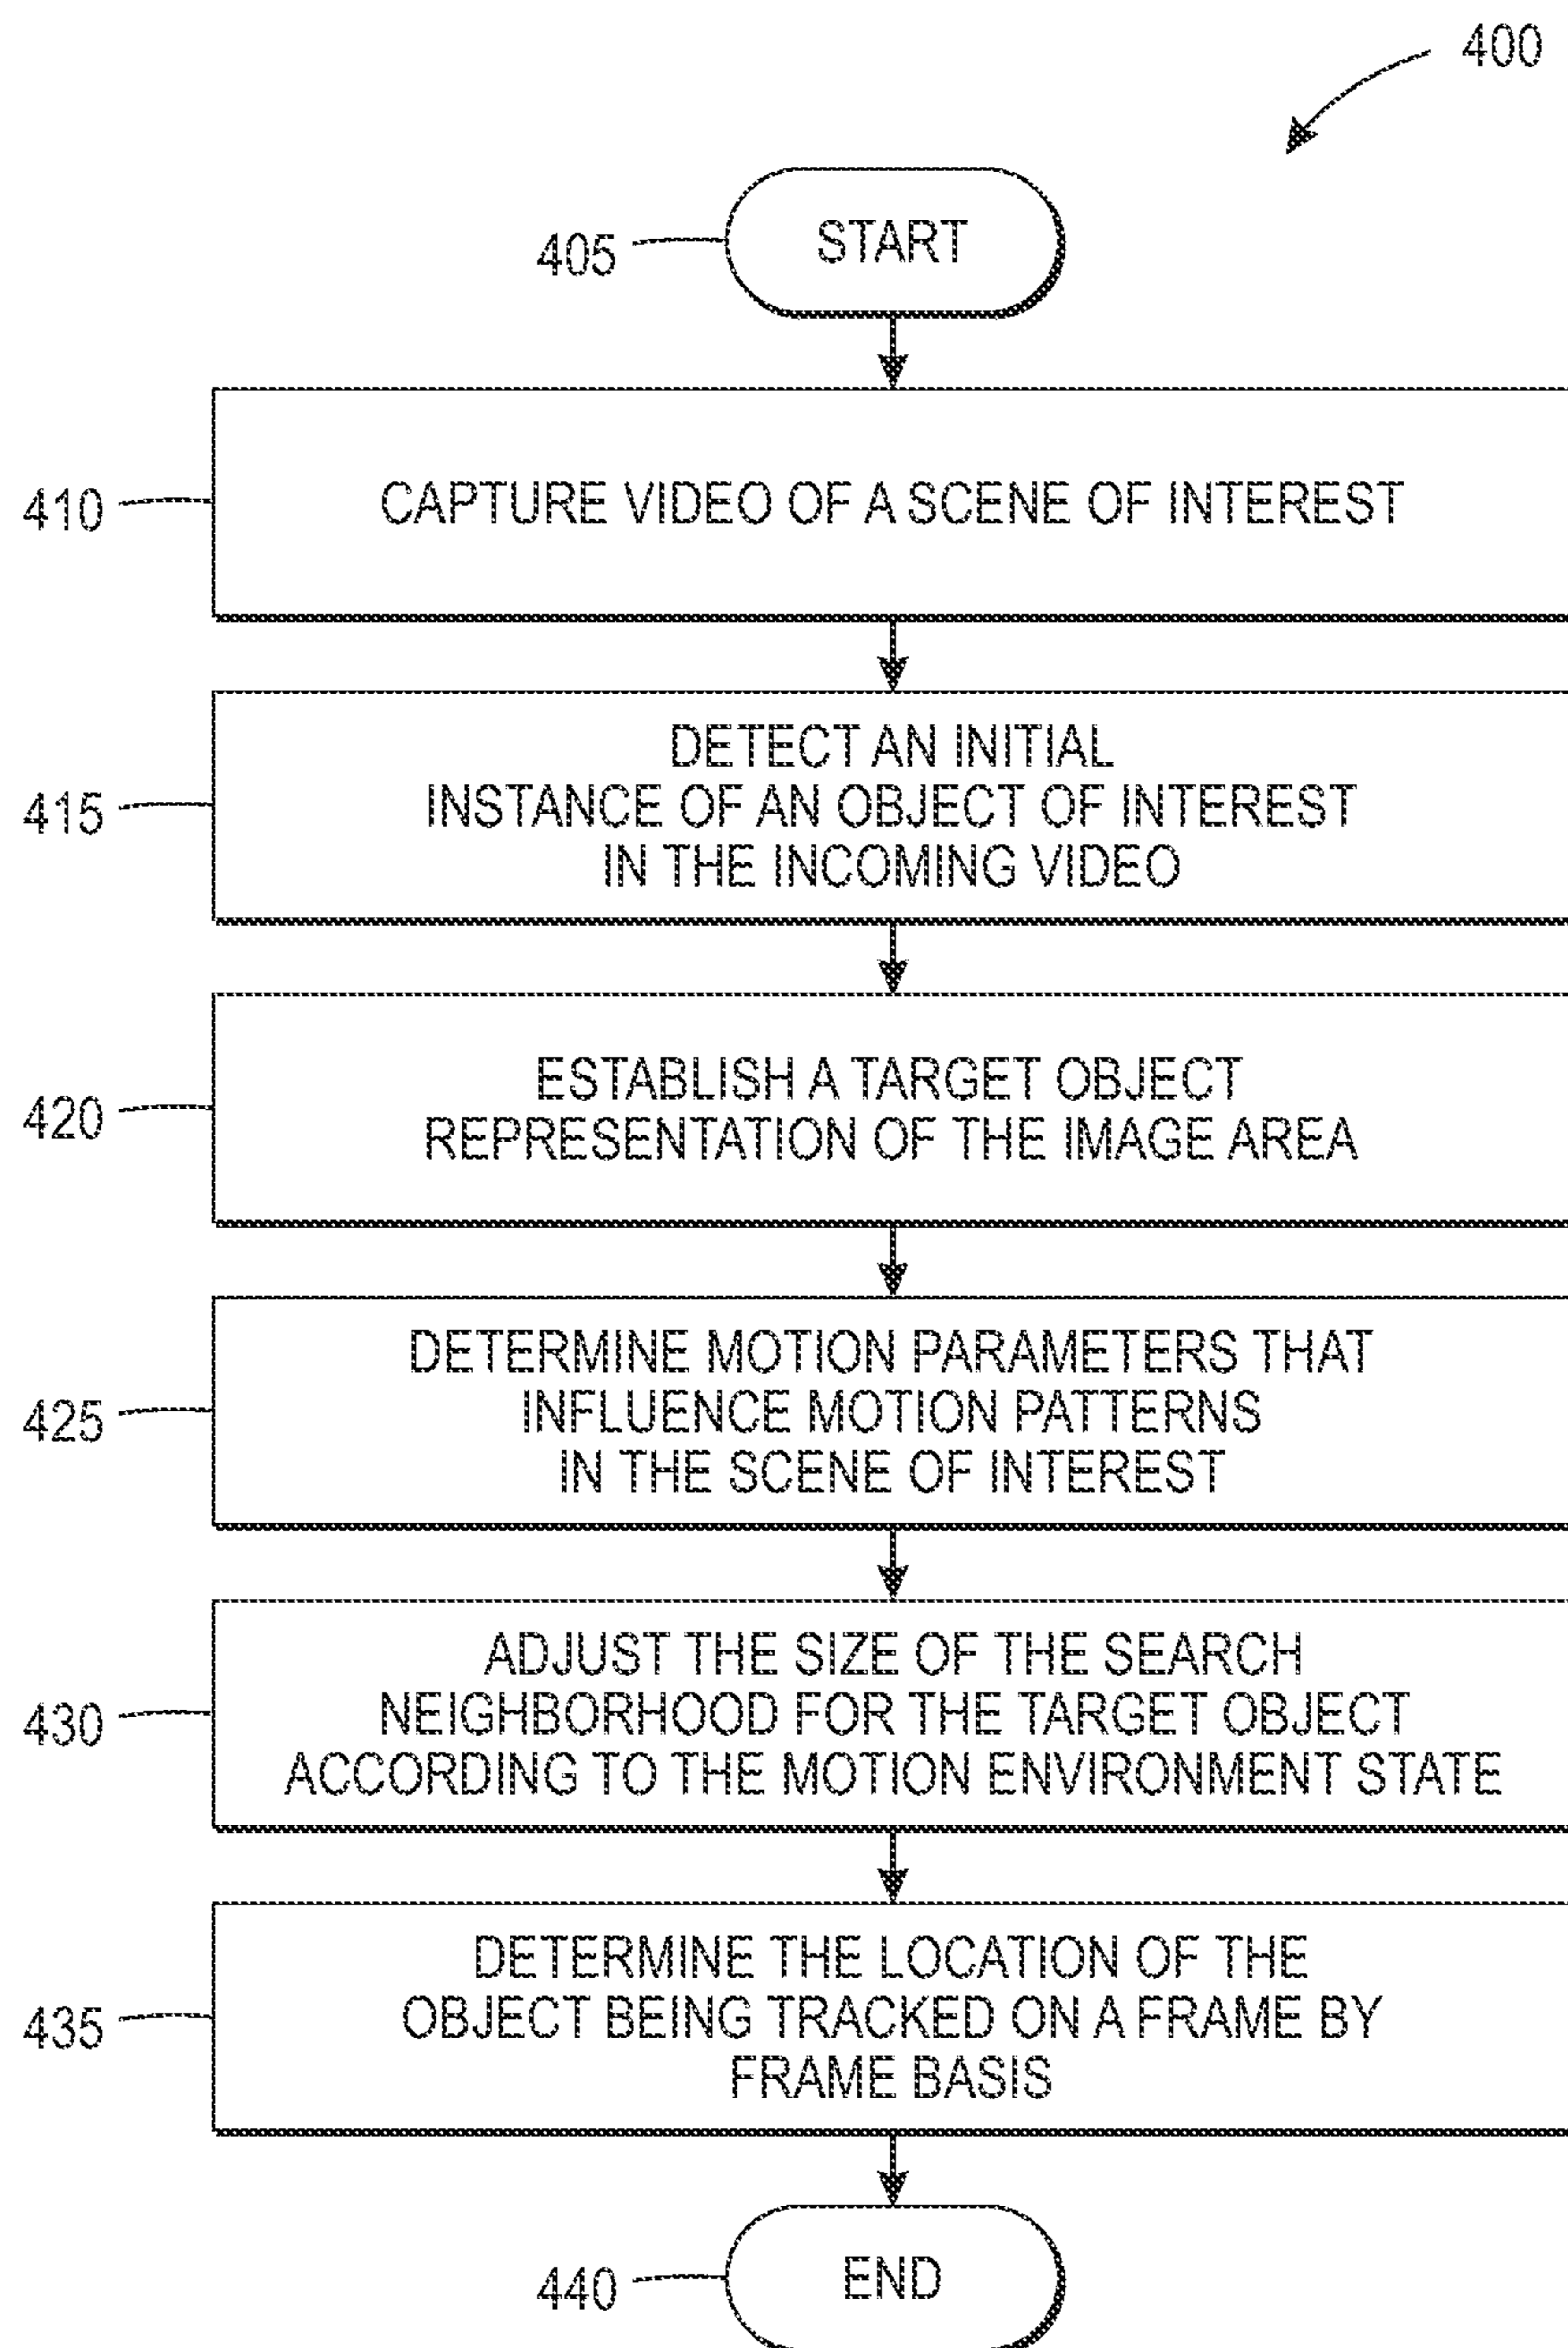 400
405
START
410
CAPTURE VIDEO OF A SCENE OF INTEREST
415
DETECT AN INITIAL
INSTANCE OF AN OBJECT OF INTEREST
IN THE INCOMING VIDEO
420
ESTABLISH A TARGET OBJECT
REPRESENTATION OF THE IMAGE AREA
425
DETERMINE MOTION PARAMETERS THAT
INFLUENCE MOTION PATTERNS
IN THE SCENE OF INTEREST
430
ADJUST THE SIZE OF THE SEARCH
NEIGHBORHOOD FOR THE TARGET OBJECT
ACCORDING TO THE MOTION ENVIRONMENT STATE
435
DETERMINE THE LOCATION OF THE
OBJECT BEING TRACKED ON A FRAME BY
FRAME BASIS
440
END